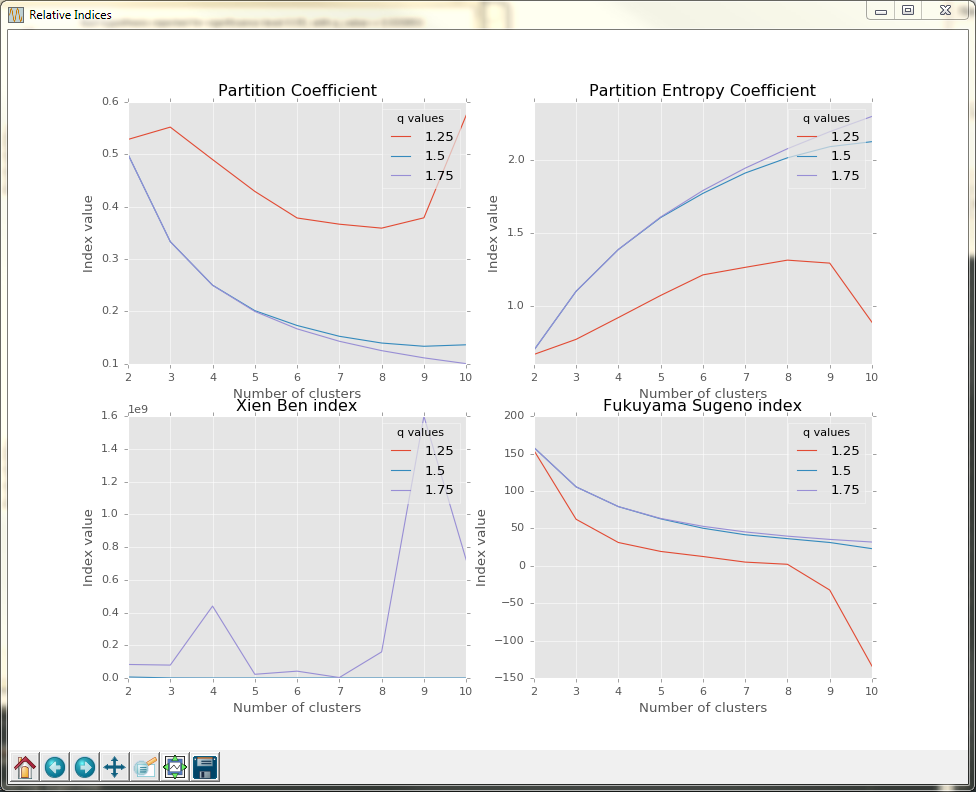 Relative Indices
Partition Coefficient
0.6
0.5
0.4
0.3
0.2
0.1
Index value
q values
1.25
1.5
1.75
2 3 4 5 6 7 8 9 10
Number of clusters
Partition Entropy Coefficient
2.0
1.5
1.0
Index value
q values
1.25
1.5
1.75
2 3 4 5 6 7 8 9 10
Number of clusters
Xien Ben index
1e9
1.6
1.4
1.2
1.0
0.8
0.6
0.4
0.2
0.0
Index value
q values
1.25
1.5
1.75
2 3 4 5 6 7 8 9 10
Number of clusters
Fukuyama Sugeno index
200
150
100
50
0
−50
−100
−150
Index value
q values
1.25
1.5
1.75
2 3 4 5 6 7 8 9 10
Number of clusters